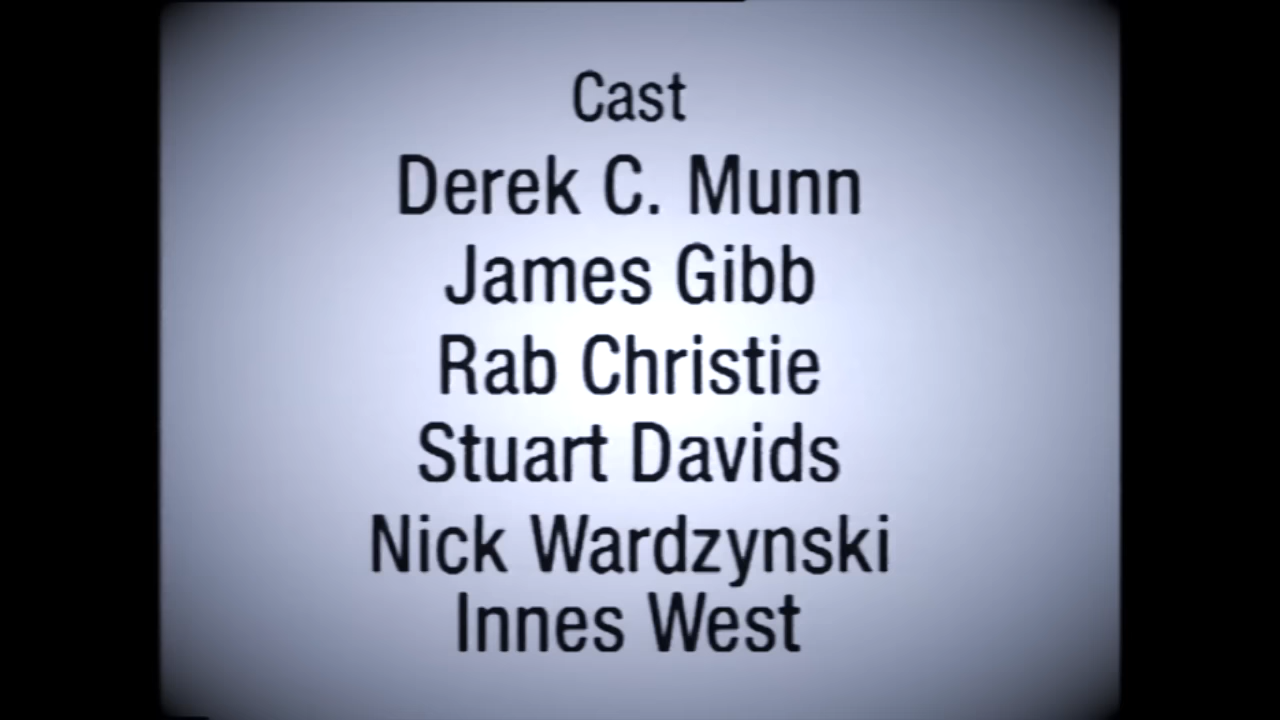 Cast
Derek C. Munn
James Gibb
Rab Christie
Stuart Davids
Nick Wardzynski
Innes West